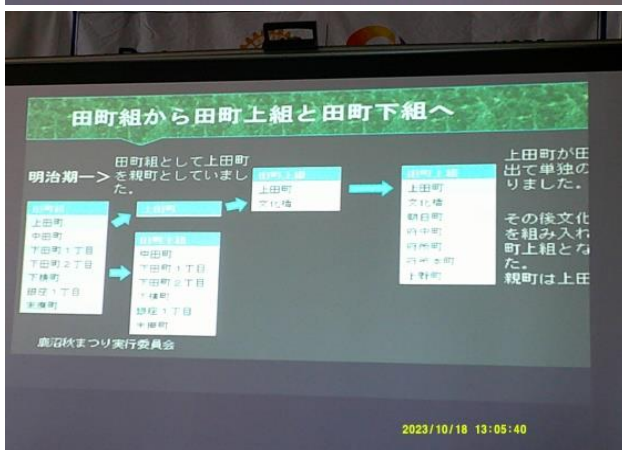 田町組から田町上組と田町下組へ
明治期ー>
田町組として上田町
を親町としていまし
た。
田町組
上田町
中田町
下田町１丁目
下田町２丁目
下横町
銀座１丁目
末廣町
上田町
田町下組
中田町
下田町１丁目
下田町２丁目
下横町
銀座１丁目
末廣町
田町上組
上田町
文化橋
田町上組
上田町
文化橋
朝日町
府中町
府所町
府所本町
上野町
上田町が田
出て単独の
りました。
その後文化
を組み入れ
町上組とな
た。
親町は上田
鹿沼秋まつり実行委員会
2023/10/18 13:05:40